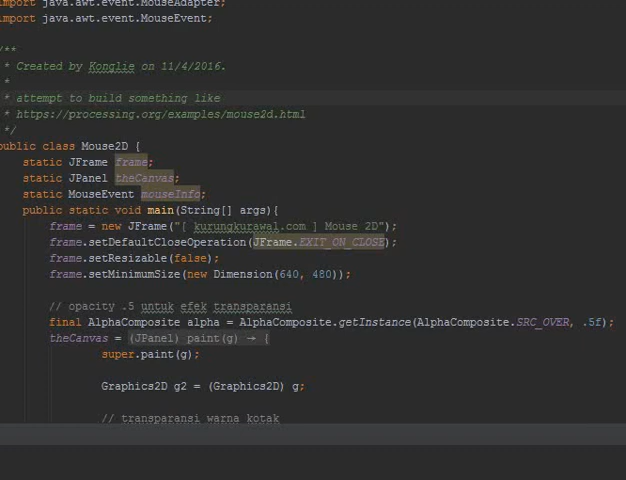 import java.awt.event.MouseAdapter;
import java.awt.event.MouseEvent;
/**
* Created by Konglie on 11/4/2016.
*
* attempt to build something like
* https://processing.org/examples/mouse2d.html
*/
public class Mouse2D {
static JFrame frame;
static JPanel theCanvas;
static MouseEvent mouseInfo;
public static void main(String[] args){
frame = new JFrame("[ kurungkurawal.com ] Mouse 2D");
frame.setDefaultCloseOperation(JFrame.EXIT_ON_CLOSE);
frame.setResizable(false);
frame.setMinimumSize(new Dimension(640, 480));
// opacity .5 untuk efek transparansi
final AlphaComposite alpha = AlphaComposite.getInstance(AlphaComposite.SRC_OVER, .5f);
theCanvas = (JPanel) paint(g) → {
super.paint(g);
Graphics2D g2 = (Graphics2D) g;
// transparansi warna kotak